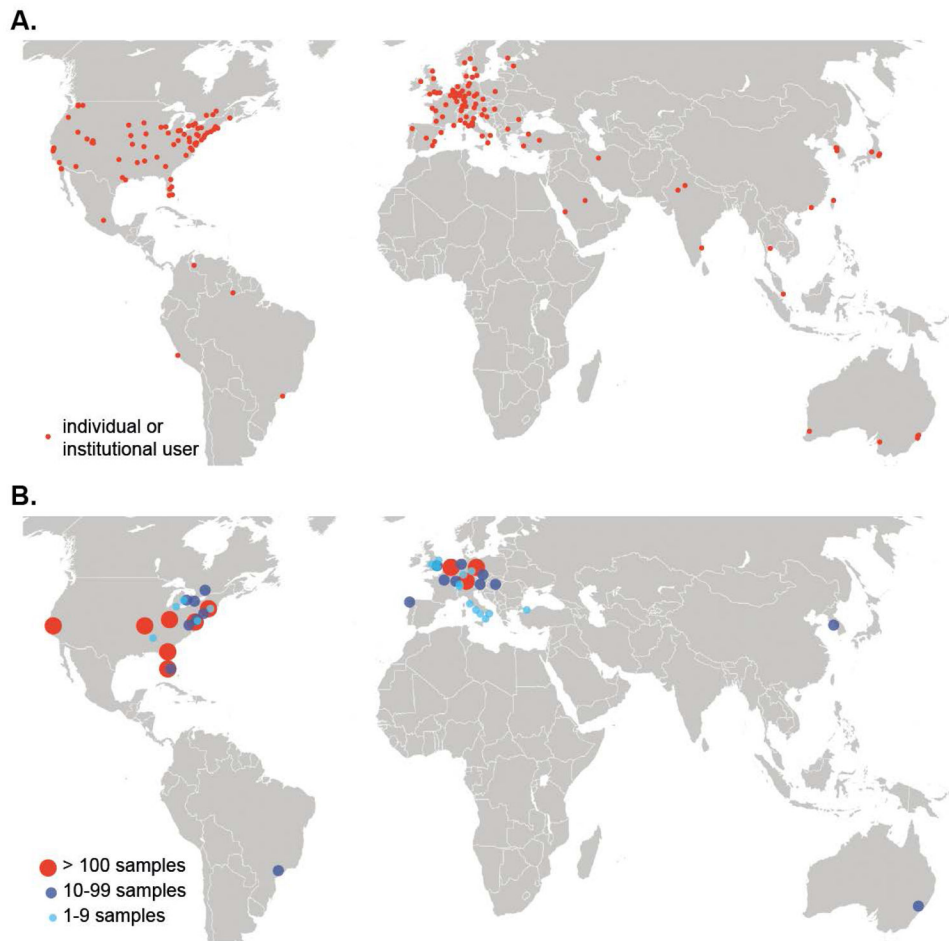 A.
individual or
institutional user
B.
> 100 samples
10-99 samples
1-9 samples